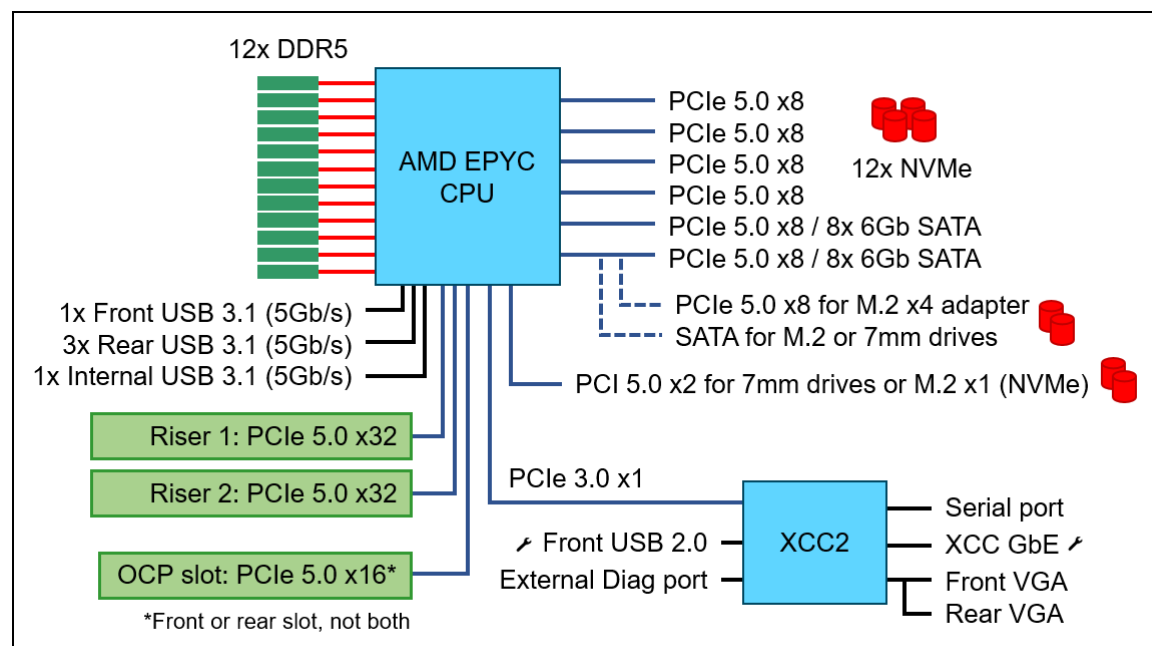 12x DDR5
AMD EPYC
CPU
PCIe 5.0 x8
PCIe 5.0 x8
PCIe 5.0 x8
PCIe 5.0 x8
PCIe 5.0 x8 / 8x 6Gb SATA
PCIe 5.0 x8 / 8x 6Gb SATA
12x NVMe
PCIe 5.0 x8 for M.2 x4 adapter
SATA for M.2 or 7mm drives
PCI 5.0 x2 for 7mm drives or M.2 x1 (NVMe)
1x Front USB 3.1 (5Gb/s)
3x Rear USB 3.1 (5Gb/s)
1x Internal USB 3.1 (5Gb/s)
Riser 1: PCIe 5.0 x32
Riser 2: PCIe 5.0 x32
OCP slot: PCIe 5.0 x16*
*Front or rear slot, not both
PCIe 3.0 x1
Front USB 2.0
External Diag port
XCC2
Serial port
XCC GbE
Front VGA
Rear VGA